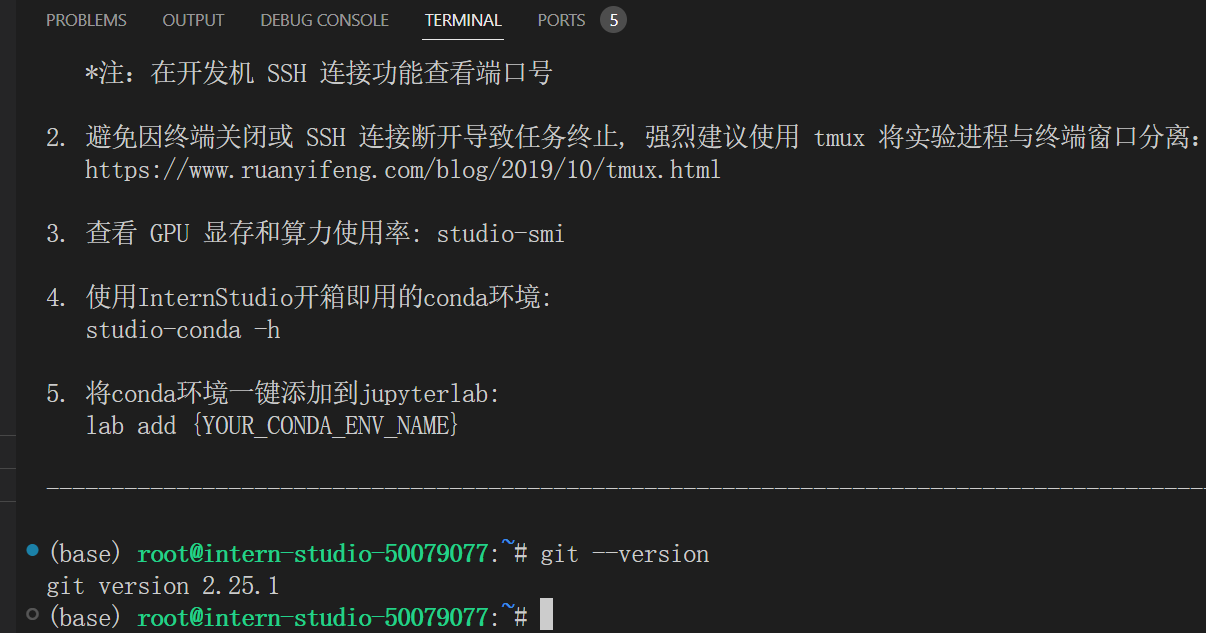 PROBLEMS OUTPUT DEBUG CONSOLE TERMINAL PORTS 5
*注：在开发机 SSH 连接功能查看端口号
2. 避免因终端关闭或 SSH 连接断开导致任务终止, 强烈建议使用 tmux 将实验进程与终端窗口分离：
https://www.ruanyifeng.com/blog/2019/10/tmux.html
3. 查看 GPU 显存和算力使用率: studio-smi
4. 使用InternStudio开箱即用的conda环境:
studio-conda -h
5. 将conda环境一键添加到jupyterlab:
lab add {YOUR_CONDA_ENV_NAME}
(base) root@intern-studio-50079077:~# git --version
git version 2.25.1
(base) root@intern-studio-50079077:~#